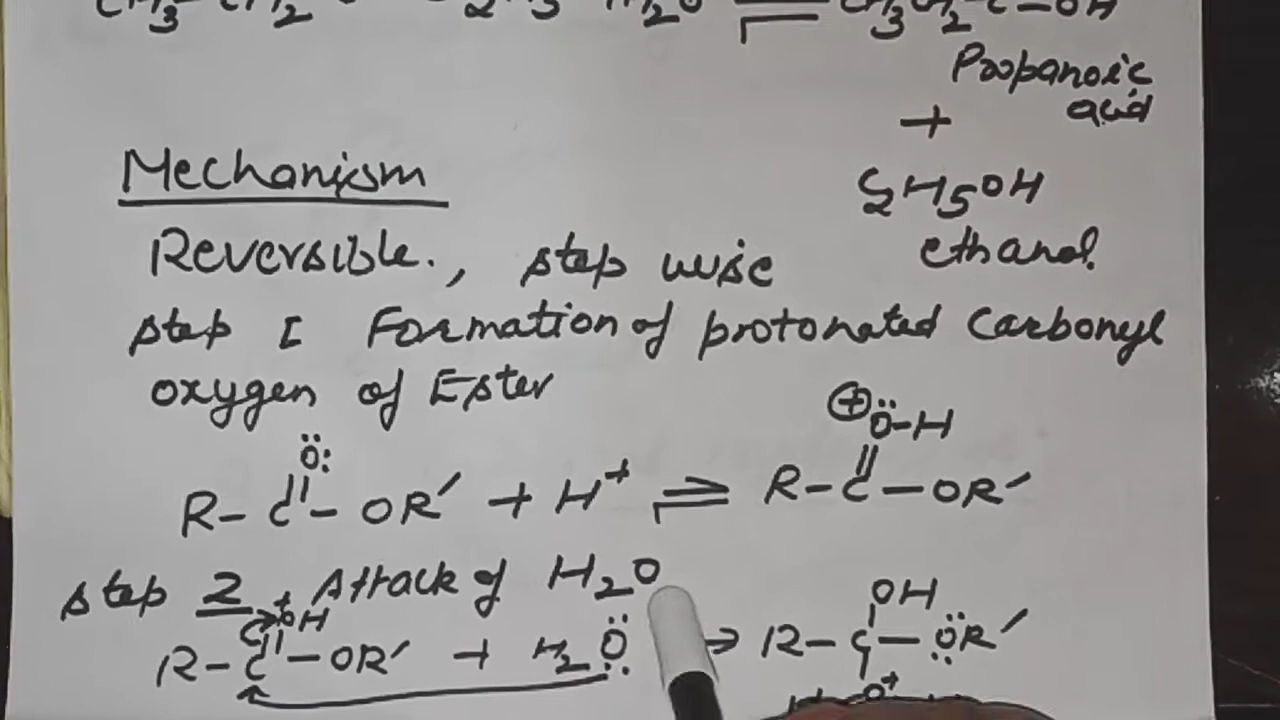 Propanoic
acid
+
C2H5OH
ethanol.
Mechanism
Reversible., step wise
step I Formation of protonated Carbonyl
oxygen of Ester
R-C-OR′ + H+ ⇌ R-C-OR′
Ö:
⊕Ö-H
step 2 Attack of H2O
+OH
R-C-OR′ + H2Ö → R-C-ÖR′
OH